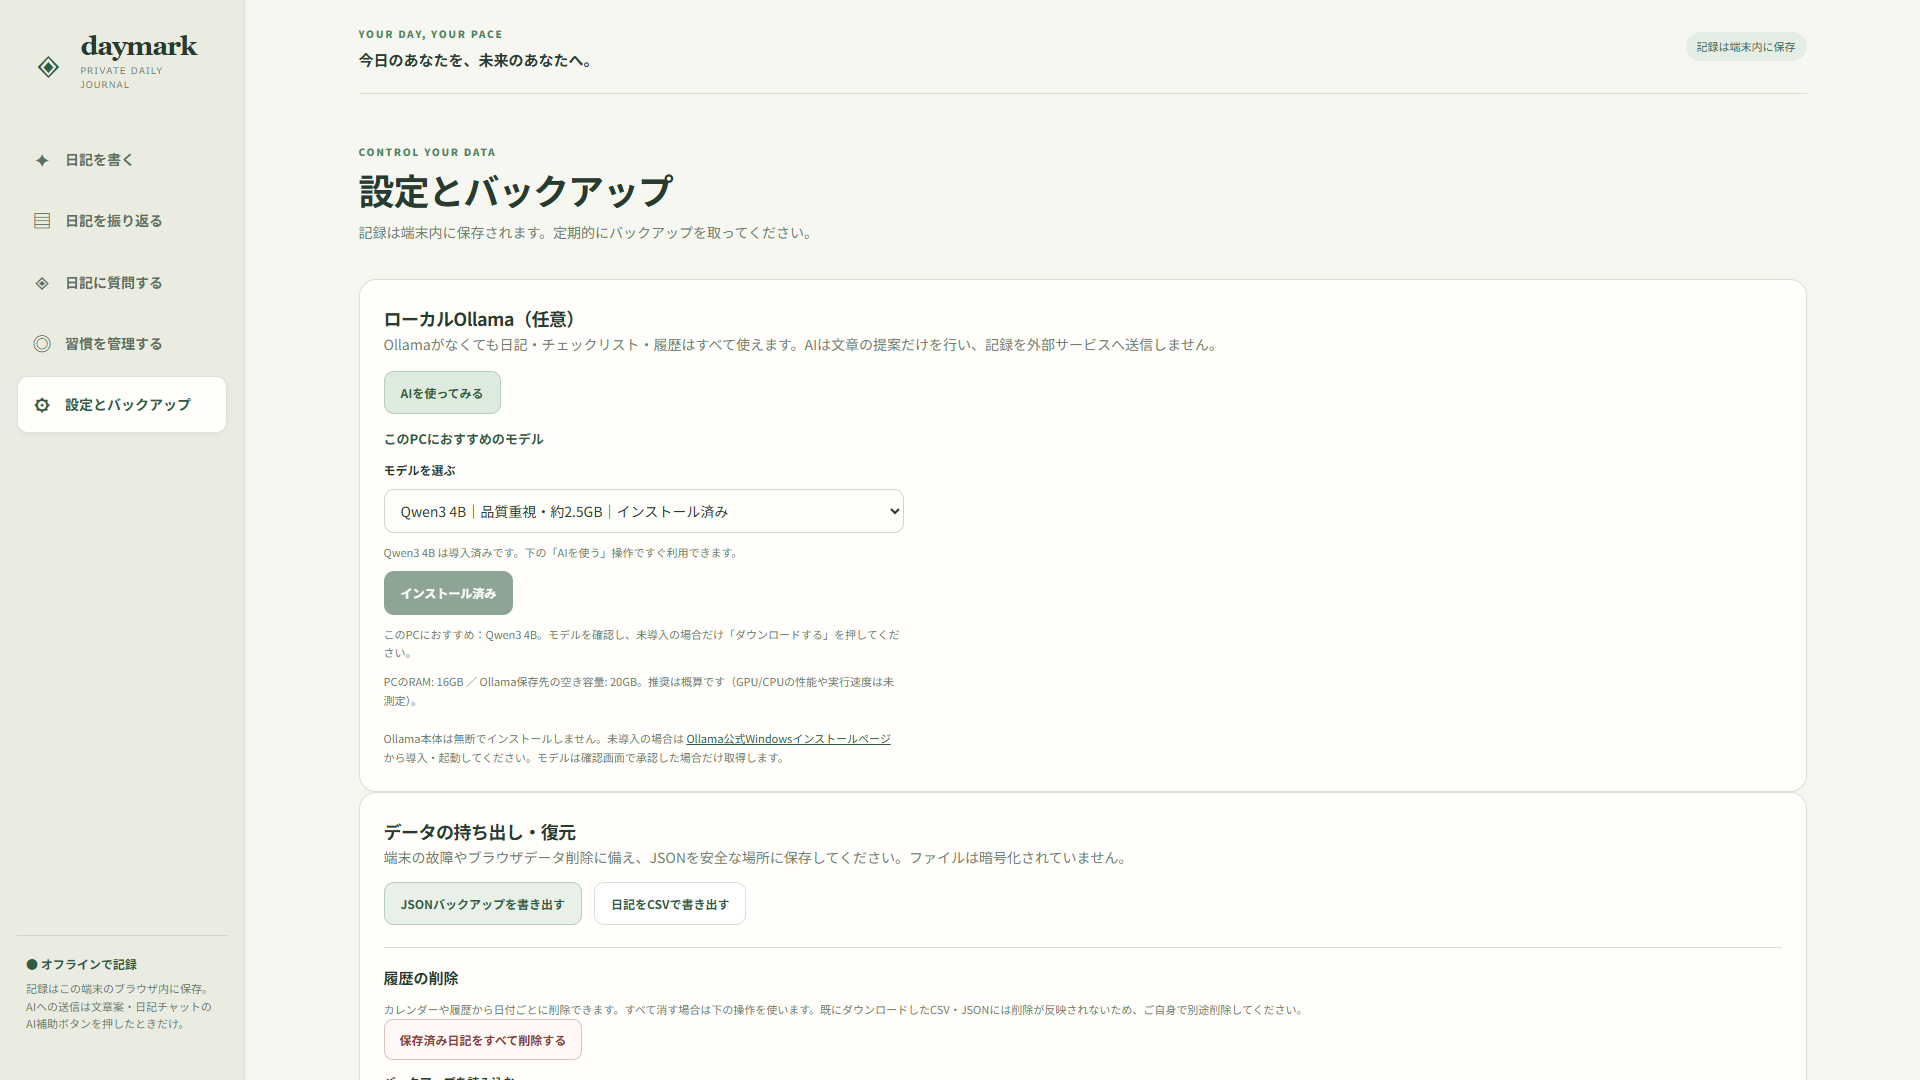 daymark
PRIVATE DAILY
JOURNAL
日記を書く
日記を振り返る
日記に質問する
習慣を管理する
設定とバックアップ
オフラインで記録
記録はこの端末のブラウザ内に保存。
AIへの送信は文章案・日記チャットの
AI補助ボタンを押したときだけ。
YOUR DAY, YOUR PACE
今日のあなたを、未来のあなたへ。
記録は端末内に保存
CONTROL YOUR DATA
設定とバックアップ
記録は端末内に保存されます。定期的にバックアップを取ってください。
ローカルOllama（任意）
Ollamaがなくても日記・チェックリスト・履歴はすべて使えます。AIは文章の提案だけを行い、記録を外部サービスへ送信しません。
AIを使ってみる
このPCにおすすめのモデル
モデルを選ぶ
Qwen3 4B｜品質重視・約2.5GB｜インストール済み
Qwen3 4B は導入済みです。下の「AIを使う」操作ですぐ利用できます。
インストール済み
このPCにおすすめ：Qwen3 4B。モデルを確認し、未導入の場合だけ「ダウンロードする」を押してくだ
さい。
PCのRAM: 16GB ／ Ollama保存先の空き容量: 20GB。推奨は概算です（GPU/CPUの性能や実行速度は未
測定）。
Ollama本体は無断でインストールしません。未導入の場合は Ollama公式Windowsインストールページ
から導入・起動してください。モデルは確認画面で承認した場合だけ取得します。
データの持ち出し・復元
端末の故障やブラウザデータ削除に備え、JSONを安全な場所に保存してください。ファイルは暗号化されていません。
JSONバックアップを書き出す
日記をCSVで書き出す
履歴の削除
カレンダーや履歴から日付ごとに削除できます。すべて消す場合は下の操作を使います。既にダウンロードしたCSV・JSONには削除が反映されないため、ご自身で別途削除してください。
保存済み日記をすべて削除する